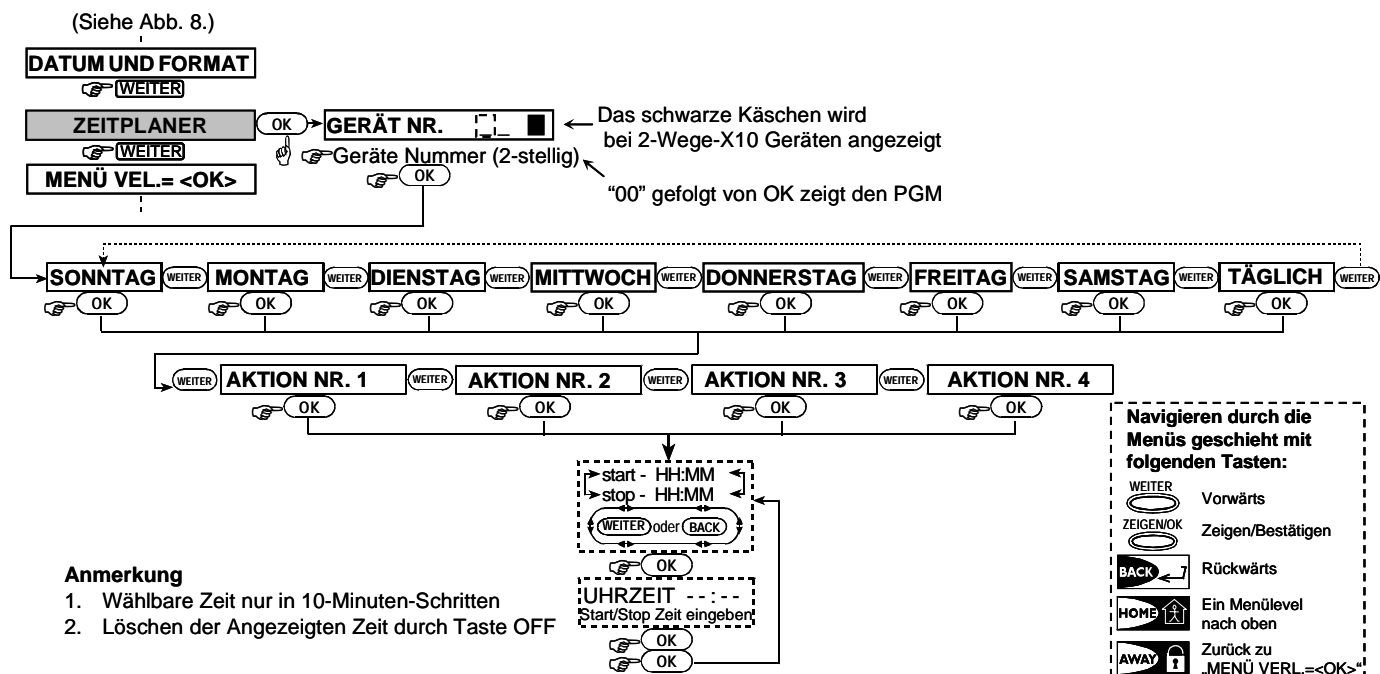 (Siehe Abb. 8.)
DATUM UND FORMAT
WEITER
ZEITPLANER
OK
GERÄT NR. _ _
Das schwarze Käschen wird
bei 2-Wege-X10 Geräten angezeigt
WEITER
Geräte Nummer (2-stellig)
MENÜ VEL.= <OK>
OK
"00" gefolgt von OK zeigt den PGM
SONNTAG WEITER MONTAG WEITER DIENSTAG WEITER MITTWOCH WEITER DONNERSTAG WEITER FREITAG WEITER SAMSTAG WEITER TÄGLICH WEITER
OK OK OK OK OK OK OK OK
WEITER AKTION NR. 1 WEITER AKTION NR. 2 WEITER AKTION NR. 3 WEITER AKTION NR. 4
OK OK OK OK
start - HH:MM
stop - HH:MM
WEITER oder BACK
OK
UHRZEIT - - : - -
Start/Stop Zeit eingeben
OK
OK
Anmerkung
1. Wählbare Zeit nur in 10-Minuten-Schritten
2. Löschen der Angezeigten Zeit durch Taste OFF
Navigieren durch die
Menüs geschieht mit
folgenden Tasten:
WEITER
Vorwärts
ZEIGEN/OK
Zeigen/Bestätigen
BACK
Rückwärts
HOME
Ein Menülevel
nach oben
AWAY
Zurück zu
„MENÜ VERL.=<OK>"